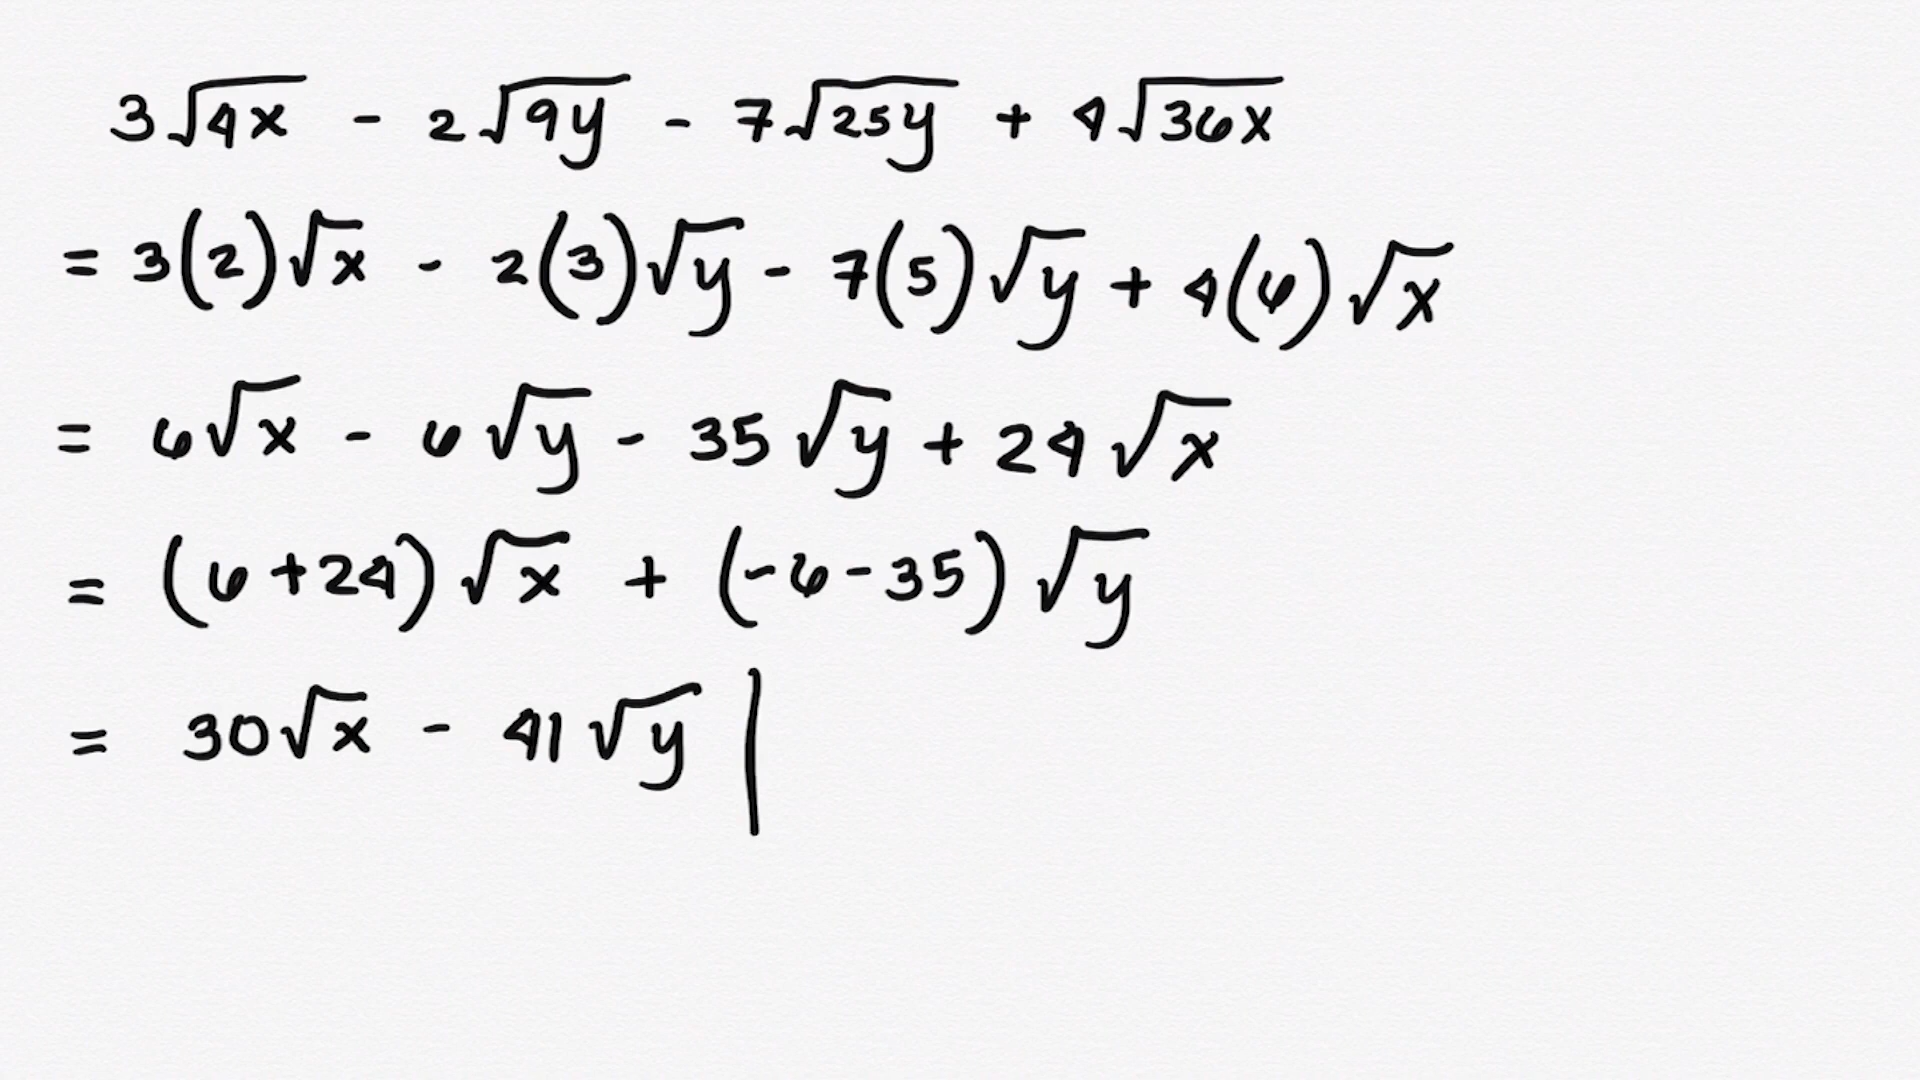 3√4x - 2√9y - 7√25y + 4√36x
= 3(2)√x - 2(3)√y - 7(5)√y + 4(6)√x
= 6√x - 6√y - 35√y + 24√x
= (6+24)√x + (-6-35)√y
= 30√x - 41√y |